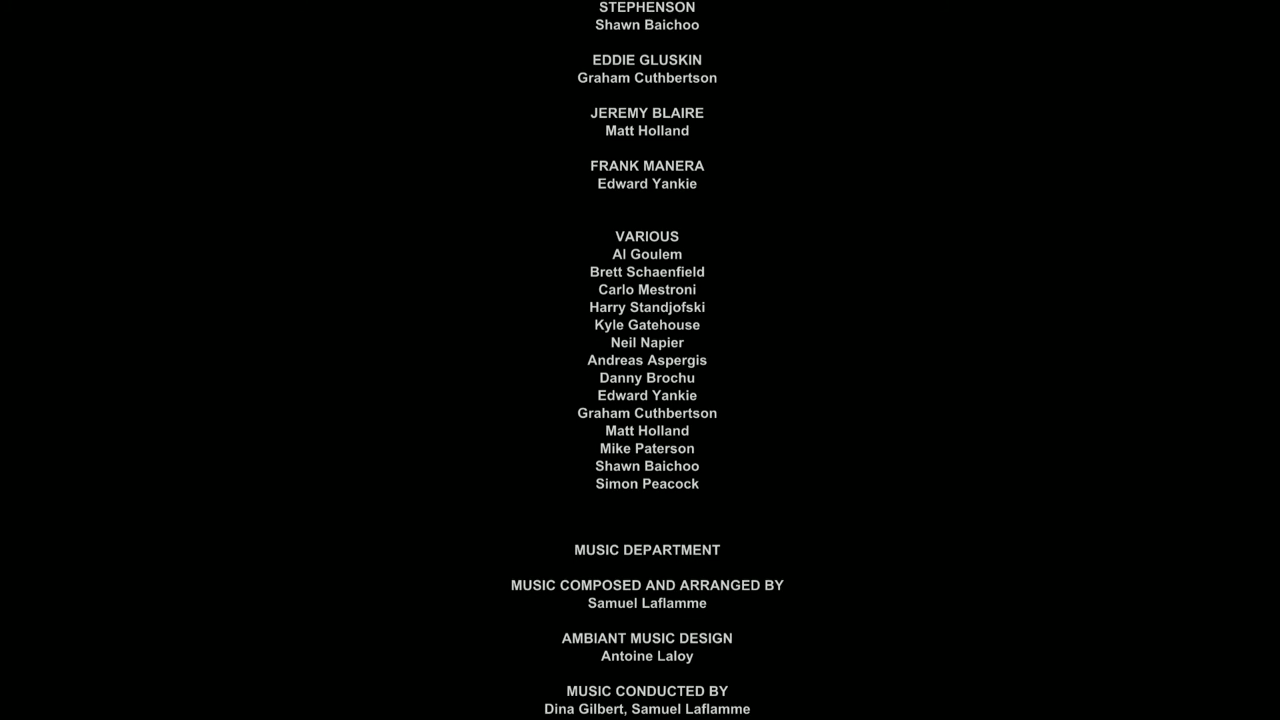 STEPHENSON
Shawn Baichoo
EDDIE GLUSKIN
Graham Cuthbertson
JEREMY BLAIRE
Matt Holland
FRANK MANERA
Edward Yankie
VARIOUS
Al Goulem
Brett Schaenfield
Carlo Mestroni
Harry Standjofski
Kyle Gatehouse
Neil Napier
Andreas Aspergis
Danny Brochu
Edward Yankie
Graham Cuthbertson
Matt Holland
Mike Paterson
Shawn Baichoo
Simon Peacock
MUSIC DEPARTMENT
MUSIC COMPOSED AND ARRANGED BY
Samuel Laflamme
AMBIANT MUSIC DESIGN
Antoine Laloy
MUSIC CONDUCTED BY
Dina Gilbert, Samuel Laflamme